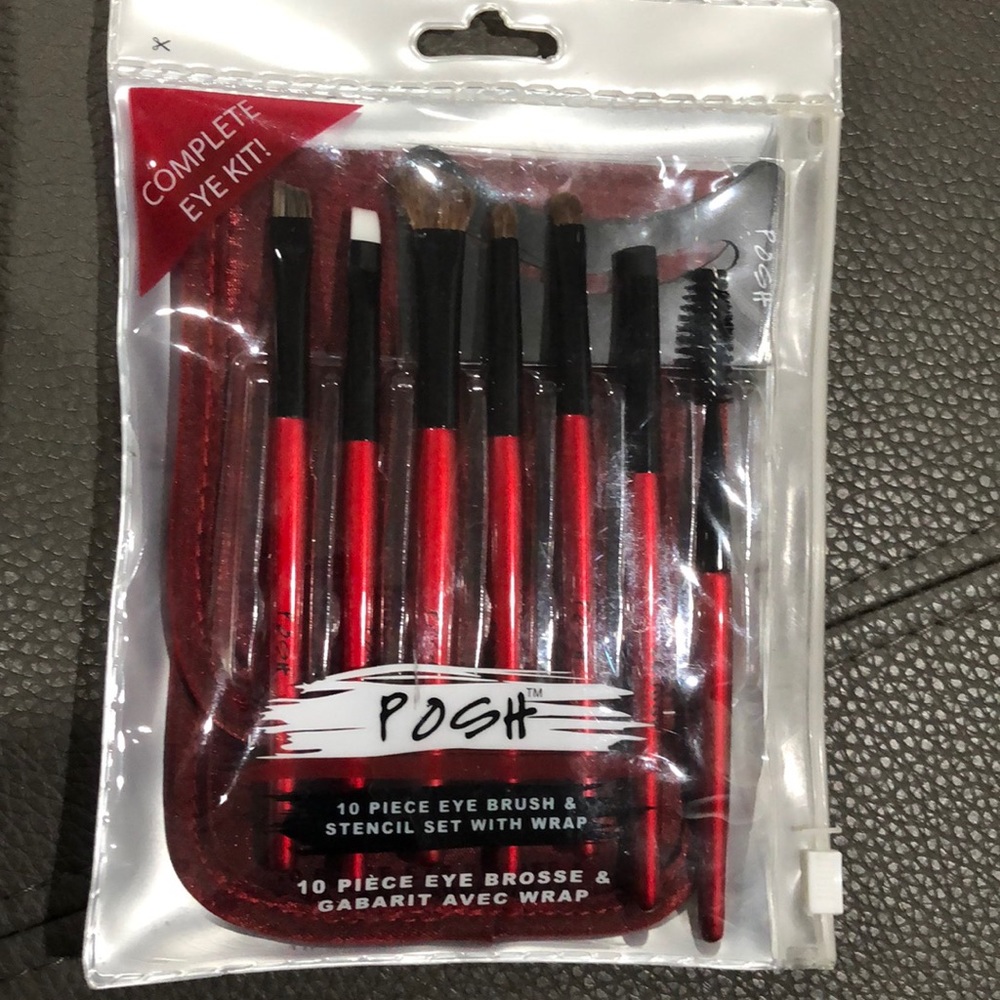 COMPLETE
EYE KIT!
POSH
POSH
POSH™
10 PIECE EYE BRUSH &
STENCIL SET WITH WRAP
10 PIÈCE EYE BROSSE &
GABARIT AVEC WRAP